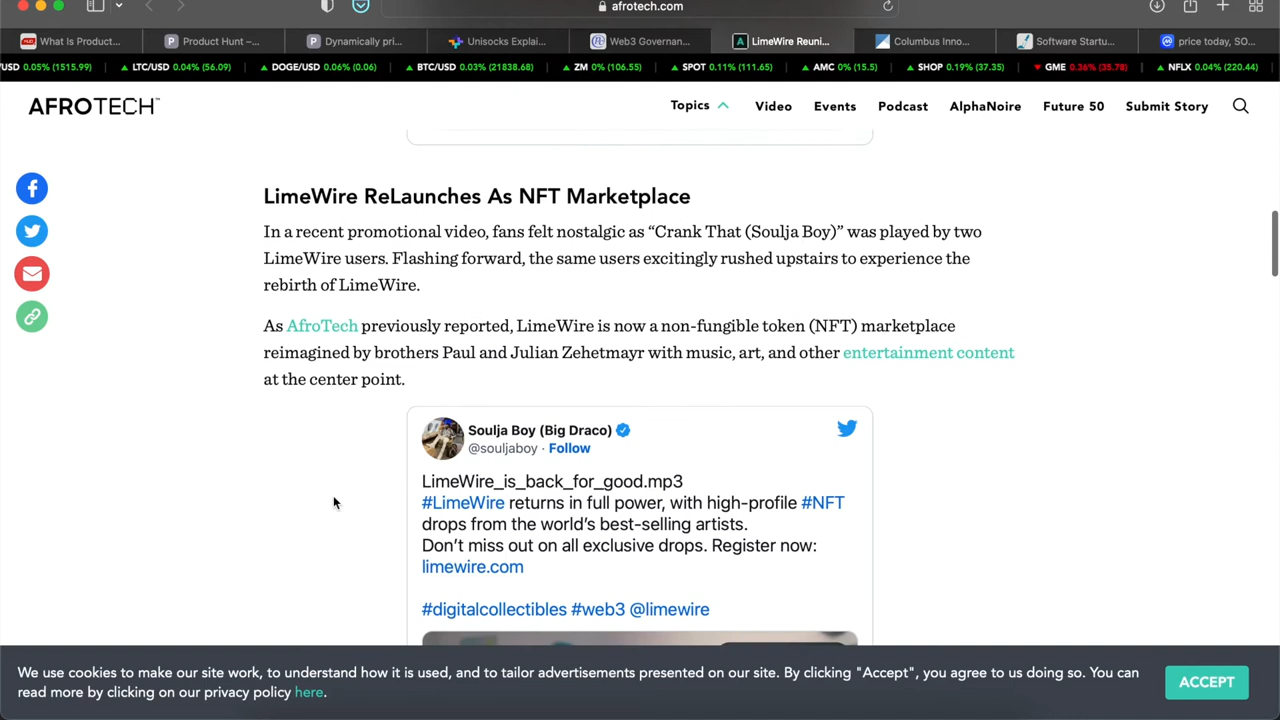 afrotech.com
What Is Product...
Product Hunt –...
Dynamically pri...
Unisocks Explai...
Web3 Governan...
LimeWire Reuni...
Columbus Inno...
Software Startu...
price today, SO...
USD 0.05% (1515.99) LTC/USD 0.04% (56.09) DOGE/USD 0.06% (0.06) BTC/USD 0.03% (21838.68) ZM 0% (106.55) SPOT 0.11% (111.65) AMC 0% (15.5) SHOP 0.19% (37.35) GME 0.36% (35.78) NFLX 0.04% (220.44)
AFROTECH™
Topics Video Events Podcast AlphaNoire Future 50 Submit Story
LimeWire ReLaunches As NFT Marketplace
In a recent promotional video, fans felt nostalgic as “Crank That (Soulja Boy)” was played by two
LimeWire users. Flashing forward, the same users excitingly rushed upstairs to experience the
rebirth of LimeWire.
As AfroTech previously reported, LimeWire is now a non-fungible token (NFT) marketplace
reimagined by brothers Paul and Julian Zehetmayr with music, art, and other entertainment content
at the center point.
Soulja Boy (Big Draco)
@souljaboy · Follow
LimeWire_is_back_for_good.mp3
#LimeWire returns in full power, with high-profile #NFT
drops from the world’s best-selling artists.
Don’t miss out on all exclusive drops. Register now:
limewire.com
#digitalcollectibles #web3 @limewire
We use cookies to make our site work, to understand how it is used, and to tailor advertisements presented on our site. By clicking "Accept", you agree to us doing so. You can
read more by clicking on our privacy policy here.
ACCEPT